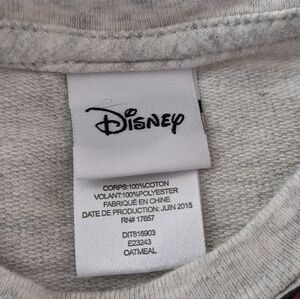 Disney
CORPS:100%COTON
VOLANT:100%POLYESTER
FABRIQUÉ EN CHINE
DATE DE PRODUCTION: JUIN 2015
RN# 17657
DIT816903
E23243
OATMEAL